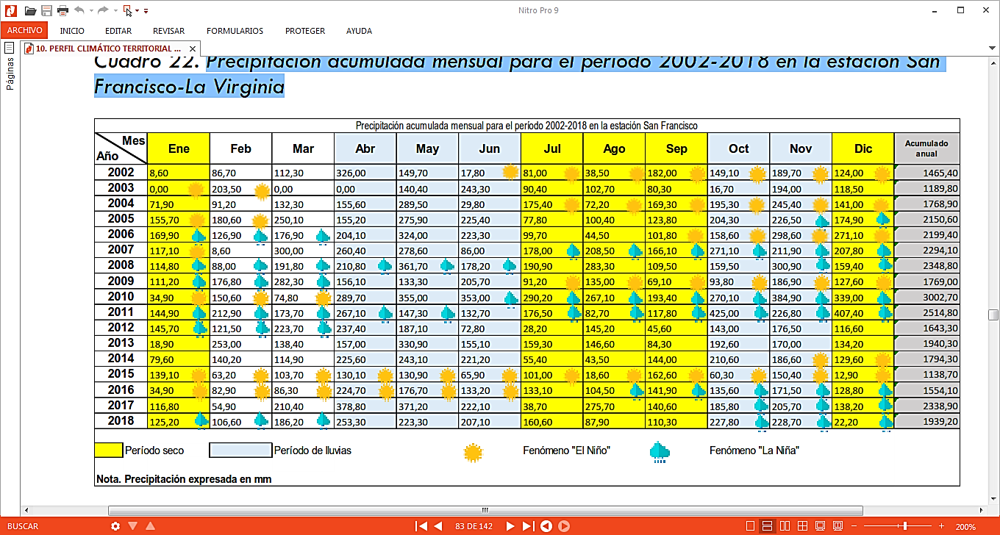 Nitro Pro 9
ARCHIVO INICIO EDITAR REVISAR FORMULARIOS PROTEGER AYUDA
10. PERFIL CLIMÁTICO TERRITORIAL ...
Páginas
Cuadro 22. Precipitación acumulada mensual para el período 2002-2018 en la estación San
Francisco-La Virginia
Precipitación acumulada mensual para el período 2002-2018 en la estación San Francisco
Mes Año Ene Feb Mar Abr May Jun Jul Ago Sep Oct Nov Dic Acumulado anual
2002 8,60 86,70 112,30 326,00 149,70 17,80 81,00 38,50 182,00 149,10 189,70 124,00 1465,40
2003 0,00 203,50 0,00 0,00 140,40 243,30 90,40 102,70 80,30 16,70 194,00 118,50 1189,80
2004 71,90 91,20 132,30 155,60 289,50 29,80 175,40 72,20 169,30 195,30 245,40 141,00 1768,90
2005 155,70 180,60 250,10 155,20 275,90 225,40 77,80 100,40 123,80 204,30 226,50 174,90 2150,60
2006 169,90 126,90 176,90 204,10 324,00 223,30 99,70 44,50 101,80 158,60 298,60 271,10 2199,40
2007 117,10 8,60 300,00 260,40 278,60 86,00 178,00 208,50 166,10 271,10 211,90 207,80 2294,10
2008 114,80 88,00 191,80 210,80 361,70 178,20 190,90 283,30 109,50 159,50 300,90 159,40 2348,80
2009 111,20 176,80 282,30 156,10 133,30 205,70 91,20 135,00 69,10 93,80 186,90 127,60 1769,00
2010 34,90 150,60 74,80 289,70 355,00 353,00 290,20 267,10 193,40 270,10 384,90 339,00 3002,70
2011 144,90 212,90 173,70 267,10 147,30 132,70 176,50 82,70 117,80 425,00 226,80 407,40 2514,80
2012 145,70 121,50 223,70 237,40 187,10 72,80 28,20 145,20 45,60 143,00 176,50 116,60 1643,30
2013 18,90 253,00 138,40 157,00 330,90 155,10 159,30 146,60 84,30 192,60 170,00 134,20 1940,30
2014 79,60 140,20 114,90 225,60 243,10 221,20 55,40 43,50 144,00 210,60 186,60 129,60 1794,30
2015 139,10 63,20 103,70 130,10 130,90 65,90 101,00 18,60 162,60 60,30 150,40 12,90 1138,70
2016 34,90 82,90 86,30 224,70 176,70 133,20 133,10 104,50 141,90 135,60 171,50 128,80 1554,10
2017 116,80 54,90 210,40 378,80 371,20 222,10 38,70 275,70 140,60 185,80 205,70 138,20 2338,90
2018 125,20 106,60 186,20 253,30 223,30 207,10 160,60 87,90 110,30 227,80 228,70 22,20 1939,20
Período seco Período de lluvias Fenómeno "El Niño" Fenómeno "La Niña"
Nota. Precipitación expresada en mm
BUSCAR 83 DE 142 200%